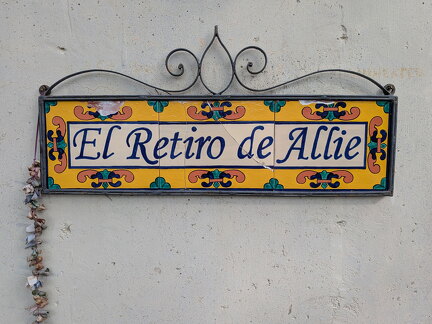 El Retiro de Allie